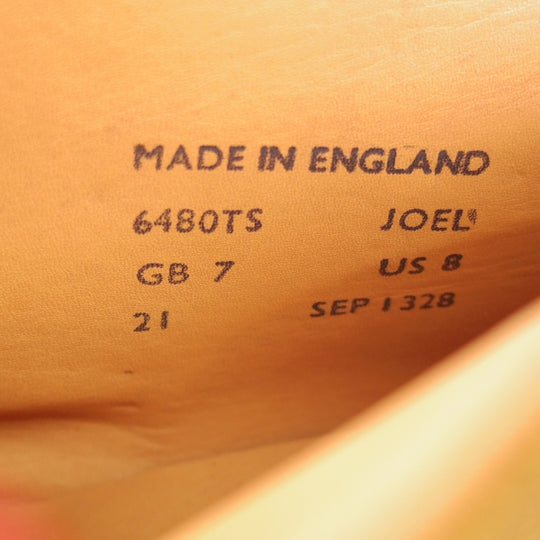 MADE IN ENGLAND
6480TS JOEL
GB 7 US 8
21 SEP 1328